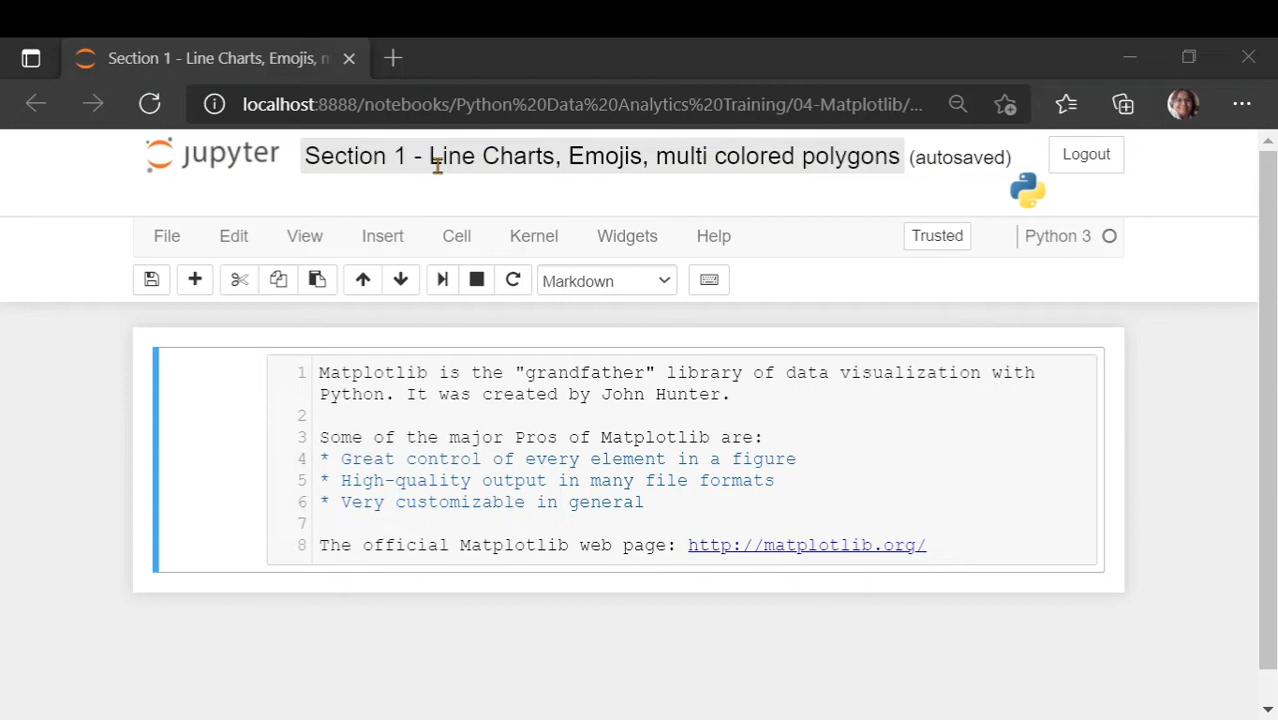 Section 1 - Line Charts, Emojis, m
localhost:8888/notebooks/Python%20Data%20Analytics%20Training/04-Matplotlib/...
jupyter Section 1 - Line Charts, Emojis, multi colored polygons (autosaved) Logout
File Edit View Insert Cell Kernel Widgets Help Trusted Python 3
Markdown
1 Matplotlib is the "grandfather" library of data visualization with
Python. It was created by John Hunter.
2
3 Some of the major Pros of Matplotlib are:
4 * Great control of every element in a figure
5 * High-quality output in many file formats
6 * Very customizable in general
7
8 The official Matplotlib web page: http://matplotlib.org/